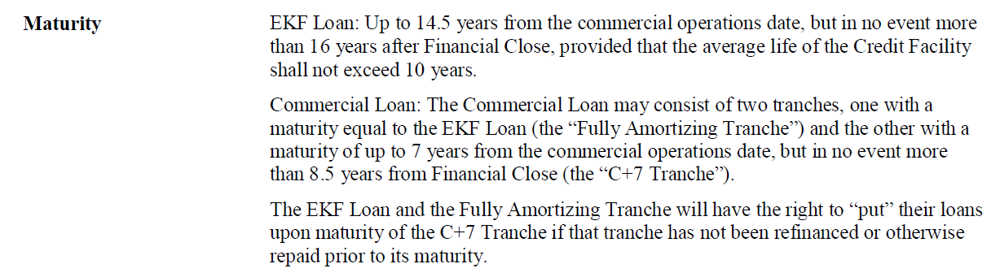 Maturity
EKF Loan: Up to 14.5 years from the commercial operations date, but in no event more
than 16 years after Financial Close, provided that the average life of the Credit Facility
shall not exceed 10 years.
Commercial Loan: The Commercial Loan may consist of two tranches, one with a
maturity equal to the EKF Loan (the “Fully Amortizing Tranche”) and the other with a
maturity of up to 7 years from the commercial operations date, but in no event more
than 8.5 years from Financial Close (the “C+7 Tranche”).
The EKF Loan and the Fully Amortizing Tranche will have the right to “put” their loans
upon maturity of the C+7 Tranche if that tranche has not been refinanced or otherwise
repaid prior to its maturity.